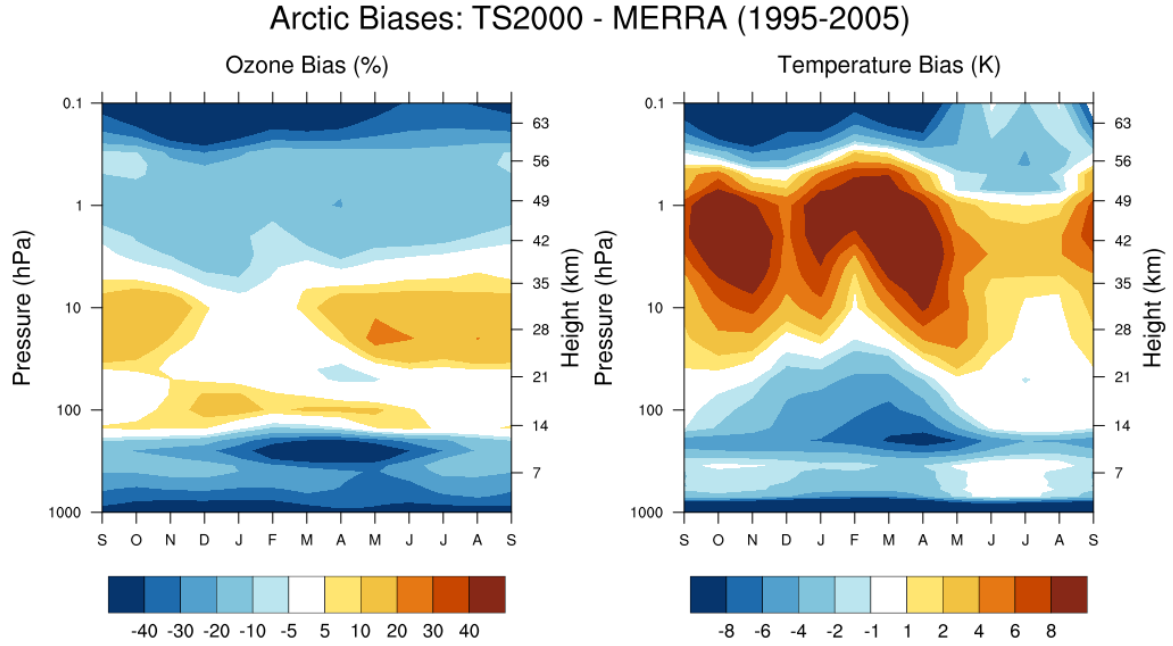 Arctic Biases: TS2000 - MERRA (1995-2005)
Ozone Bias (%)
Temperature Bias (K)
Pressure (hPa)
0.1
1
10
100
1000
Height (km)
63
56
49
42
35
28
21
14
7
S O N D J F M A M J J A S
-40 -30 -20 -10 -5 5 10 20 30 40
Pressure (hPa)
0.1
1
10
100
1000
Height (km)
63
56
49
42
35
28
21
14
7
S O N D J F M A M J J A S
-8 -6 -4 -2 -1 1 2 4 6 8